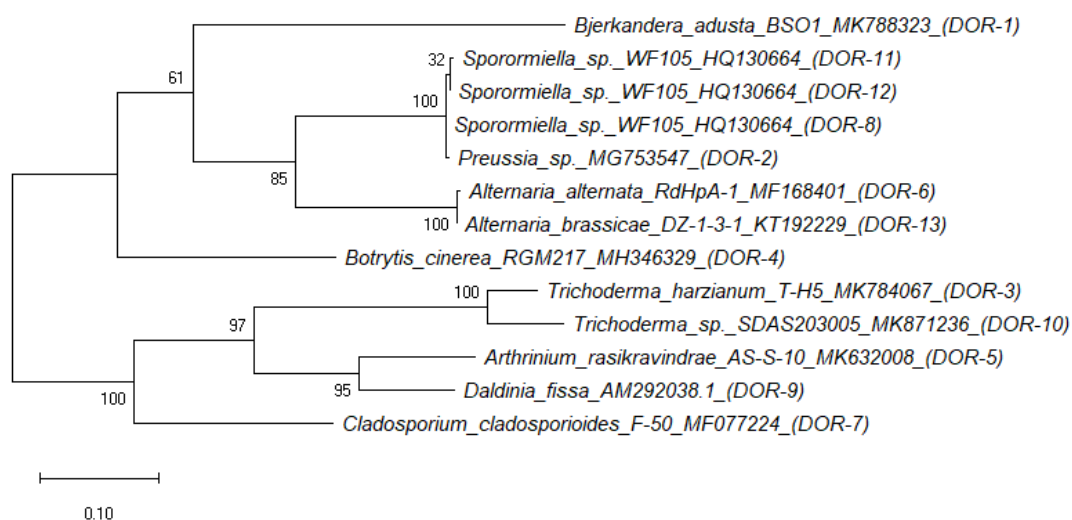 Bjerkandera_adusta_BSO1_MK788323_(DOR-1)
32
Sporormiella_sp._WF105_HQ130664_(DOR-11)
61
Sporormiella_sp._WF105_HQ130664_(DOR-12)
100
Sporormiella_sp._WF105_HQ130664_(DOR-8)
Preussia_sp._MG753547_(DOR-2)
85
Alternaria_alternata_RdHpA-1_MF168401_(DOR-6)
100
Alternaria_brassicae_DZ-1-3-1_KT192229_(DOR-13)
Botrytis_cinerea_RGM217_MH346329_(DOR-4)
100
Trichoderma_harzianum_T-H5_MK784067_(DOR-3)
97
Trichoderma_sp._SDAS203005_MK871236_(DOR-10)
Arthrinium_rasikravindrae_AS-S-10_MK632008_(DOR-5)
95
Daldinia_fissa_AM292038.1_(DOR-9)
100
Cladosporium_cladosporioides_F-50_MF077224_(DOR-7)
0.10